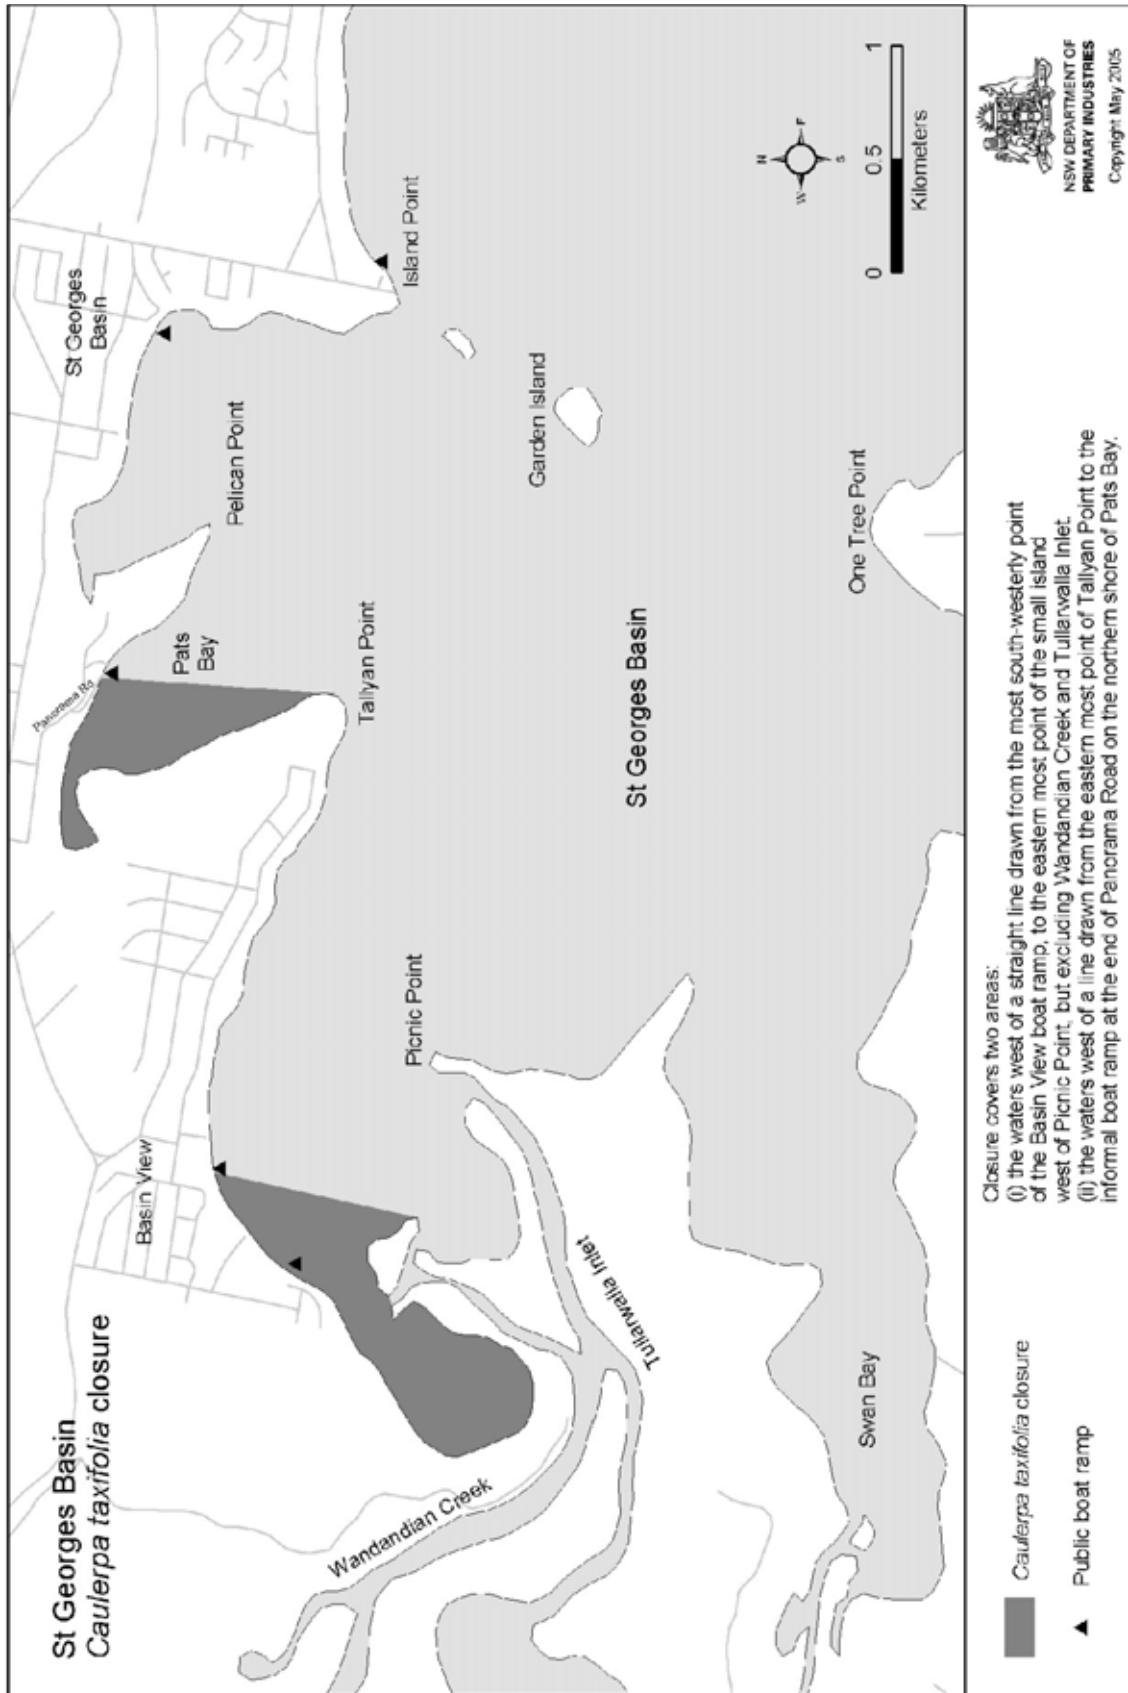 St Georges Basin
Caulerpa taxifolia closure
Basin View
Panorama Rd
Pats
Bay
St Georges
Basin
Pelican Point
Tallyan Point
Island Point
Picnic Point
Garden Island
Wandandian Creek
Tullarwalla Inlet
St Georges Basin
Swan Bay
One Tree Point
N
W
E
S
0
0.5
1
Kilometers
Caulerpa taxifolia closure
Public boat ramp
Closure covers two areas:
(i) the waters west of a straight line drawn from the most south-westerly point
of the Basin View boat ramp, to the eastern most point of the small island
west of Picnic Point, but excluding Wandandian Creek and Tullarwalla Inlet.
(ii) the waters west of a line drawn from the eastern most point of Tallyan Point to the
informal boat ramp at the end of Panorama Road on the northern shore of Pats Bay.
NSW DEPARTMENT OF
PRIMARY INDUSTRIES
Copyright May 2005